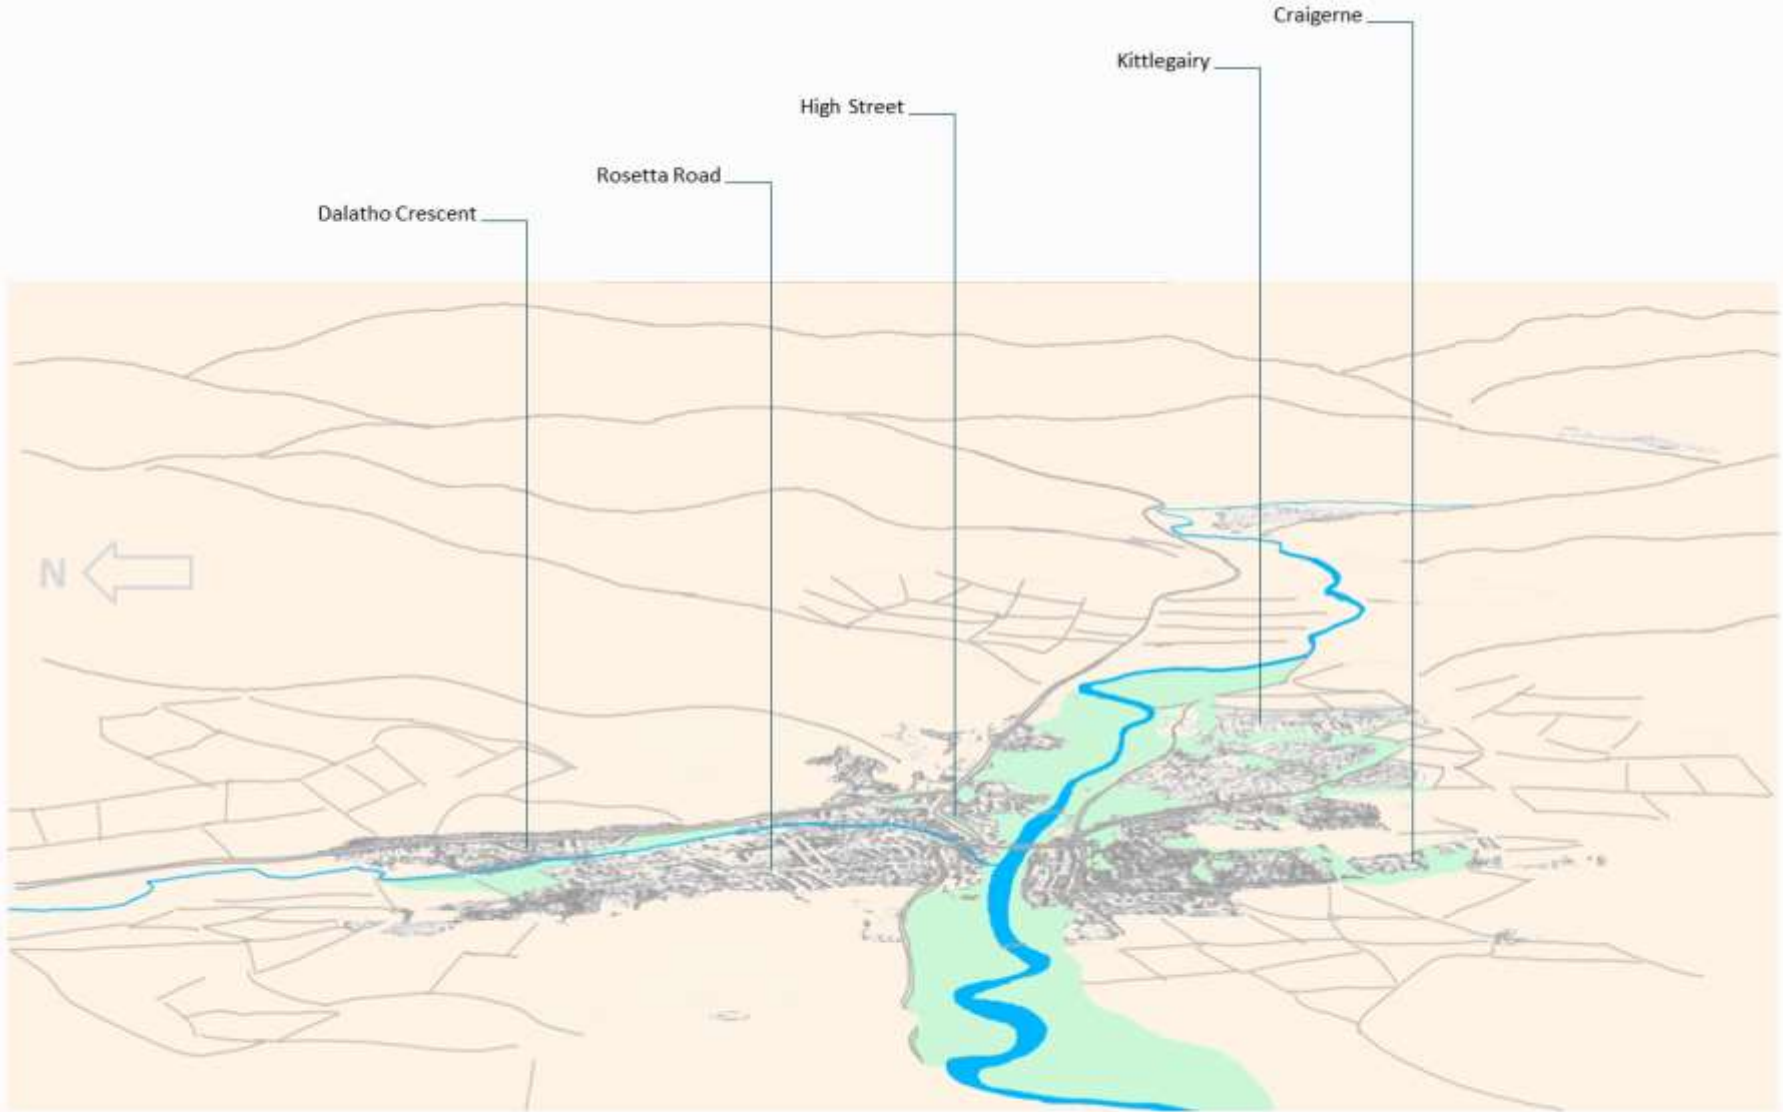 Craigerne
Kittlegairy
High Street
Rosetta Road
Dalatho Crescent
N